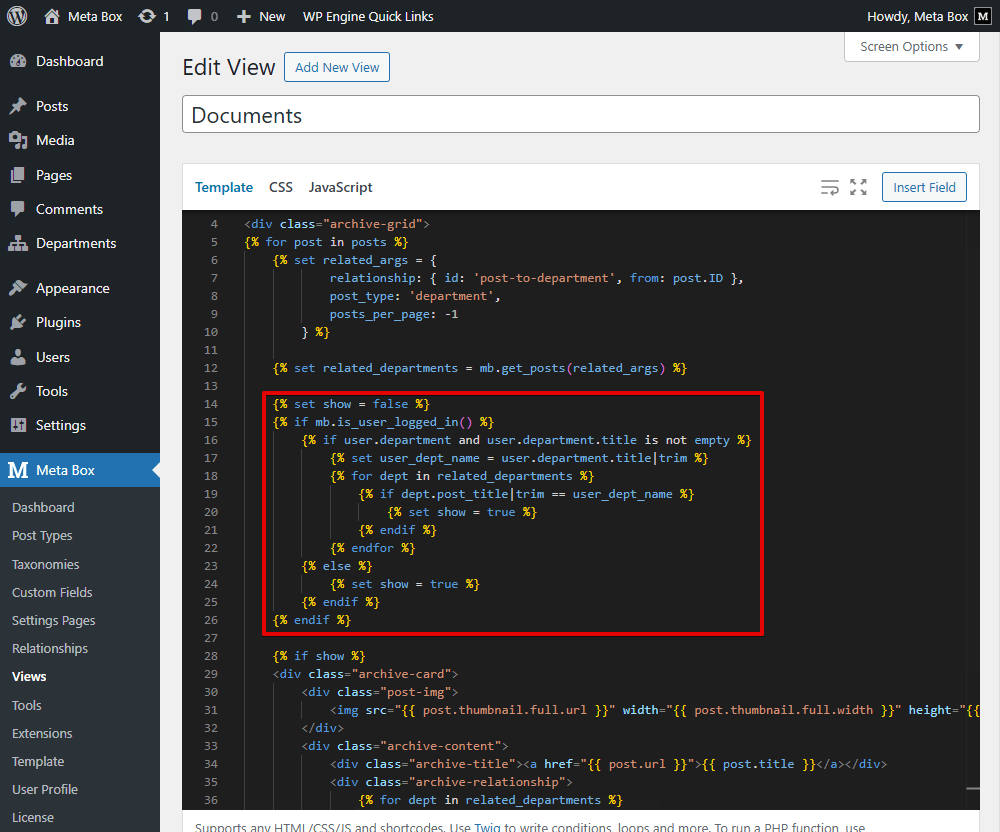 Meta Box
1
0
New
WP Engine Quick Links
Howdy, Meta Box
M
Dashboard
Posts
Media
Pages
Comments
Departments
Appearance
Plugins
Users
Tools
Settings
M Meta Box
Dashboard
Post Types
Taxonomies
Custom Fields
Settings Pages
Relationships
Views
Tools
Extensions
Template
User Profile
License
Screen Options ▼
Edit View
Add New View
Documents
Template CSS JavaScript
Insert Field
4 <div class="archive-grid">
5 {% for post in posts %}
6 {% set related_args = {
7 relationship: { id: 'post-to-department', from: post.ID },
8 post_type: 'department',
9 posts_per_page: -1
10 } %}
11
12 {% set related_departments = mb.get_posts(related_args) %}
13
14 {% set show = false %}
15 {% if mb.is_user_logged_in() %}
16 {% if user.department and user.department.title is not empty %}
17 {% set user_dept_name = user.department.title|trim %}
18 {% for dept in related_departments %}
19 {% if dept.post_title|trim == user_dept_name %}
20 {% set show = true %}
21 {% endif %}
22 {% endfor %}
23 {% else %}
24 {% set show = true %}
25 {% endif %}
26 {% endif %}
27
28 {% if show %}
29 <div class="archive-card">
30 <div class="post-img">
31 <img src="{{ post.thumbnail.full.url }}" width="{{ post.thumbnail.full.width }}" height="{{
32 </div>
33 <div class="archive-content">
34 <div class="archive-title"><a href="{{ post.url }}">{{ post.title }}</a></div>
35 <div class="archive-relationship">
36 {% for dept in related_departments %}
Supports any HTML/CSS/JS and shortcodes. Use Twig to write conditions, loops and more. To run a PHP function, use